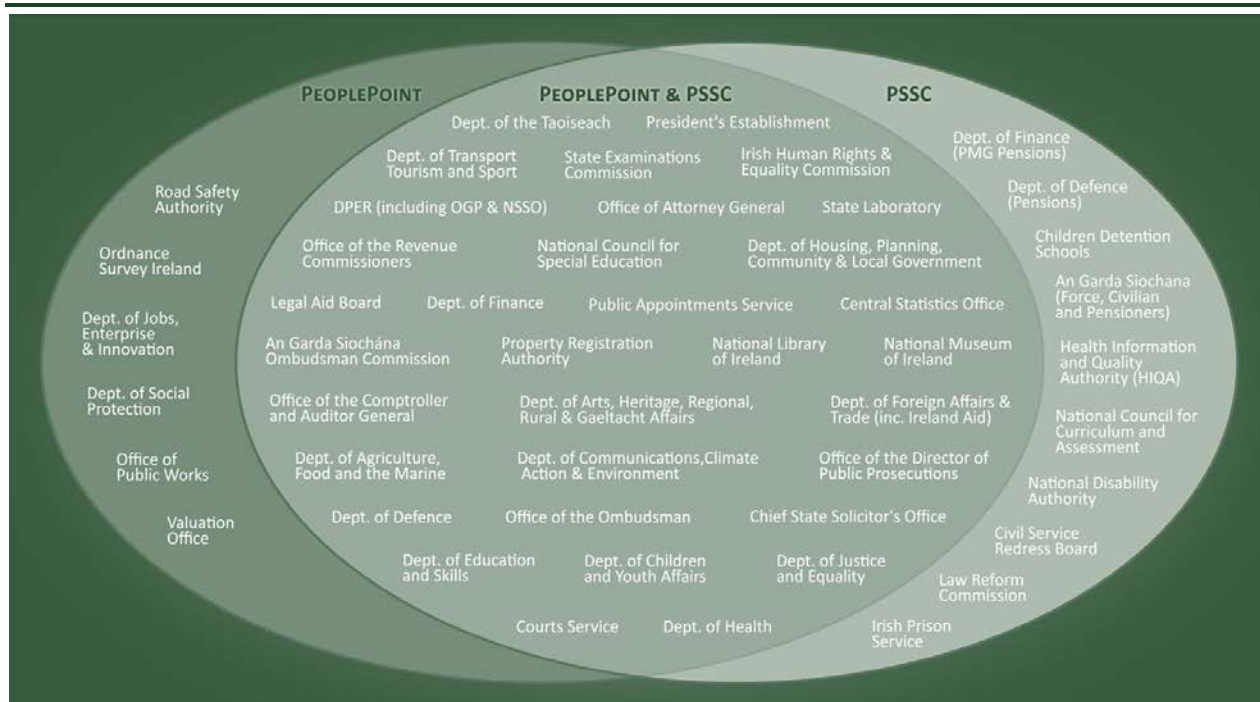 PEOPLEPOINT
PEOPLEPOINT & PSSC
PSSC
Road Safety
Authority
Ordnance
Survey Ireland
Dept. of Jobs,
Enterprise
& Innovation
Dept. of Social
Protection
Office of
Public Works
Valuation
Office
Dept. of the Taoiseach
President's Establishment
Dept. of Transport
Tourism and Sport
State Examinations
Commission
Irish Human Rights &
Equality Commission
DPER (including OGP & NSSO)
Office of Attorney General
State Laboratory
Office of the Revenue
Commissioners
National Council for
Special Education
Dept. of Housing, Planning,
Community & Local Government
Legal Aid Board
Dept. of Finance
Public Appointments Service
Central Statistics Office
An Garda Siochána
Ombudsman Commission
Property Registration
Authority
National Library
of Ireland
National Museum
of Ireland
Office of the Comptroller
and Auditor General
Dept. of Arts, Heritage, Regional,
Rural & Gaeltacht Affairs
Dept. of Foreign Affairs &
Trade (inc. Ireland Aid)
Dept. of Agriculture,
Food and the Marine
Dept. of Communications,Climate
Action & Environment
Office of the Director of
Public Prosecutions
Dept. of Defence
Office of the Ombudsman
Chief State Solicitor's Office
Dept. of Education
and Skills
Dept. of Children
and Youth Affairs
Dept. of Justice
and Equality
Courts Service
Dept. of Health
Dept. of Finance
(PMG Pensions)
Dept. of Defence
(Pensions)
Children Detention
Schools
An Garda Siochana
(Force, Civilian
and Pensioners)
Health Information
and Quality
Authority (HIQA)
National Council for
Curriculum and
Assessment
National Disability
Authority
Civil Service
Redress Board
Law Reform
Commission
Irish Prison
Service